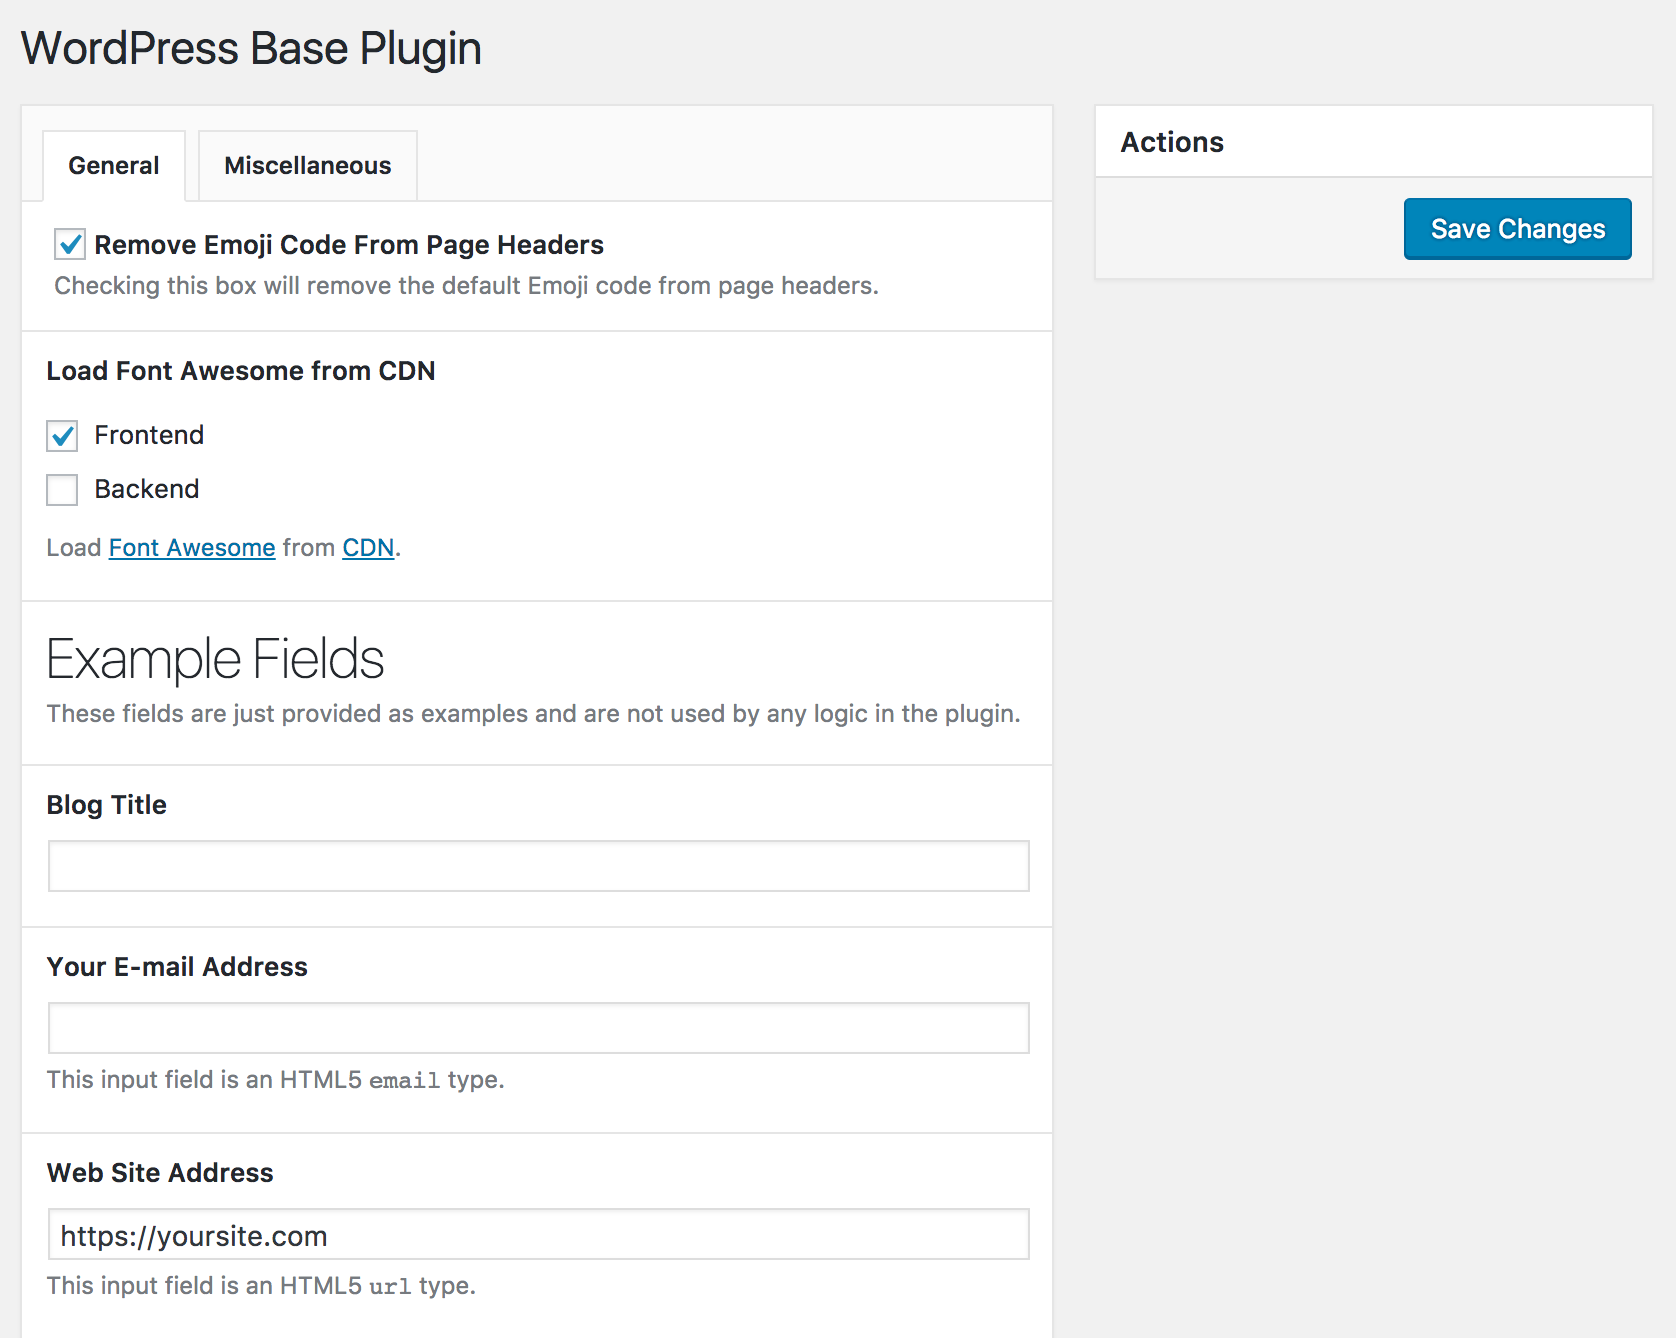 WordPress Base Plugin
General
Miscellaneous
Remove Emoji Code From Page Headers
Checking this box will remove the default Emoji code from page headers.
Load Font Awesome from CDN
Frontend
Backend
Load Font Awesome from CDN.
Example Fields
These fields are just provided as examples and are not used by any logic in the plugin.
Blog Title
Your E-mail Address
This input field is an HTML5 email type.
Web Site Address
https://yoursite.com
This input field is an HTML5 url type.
Actions
Save Changes